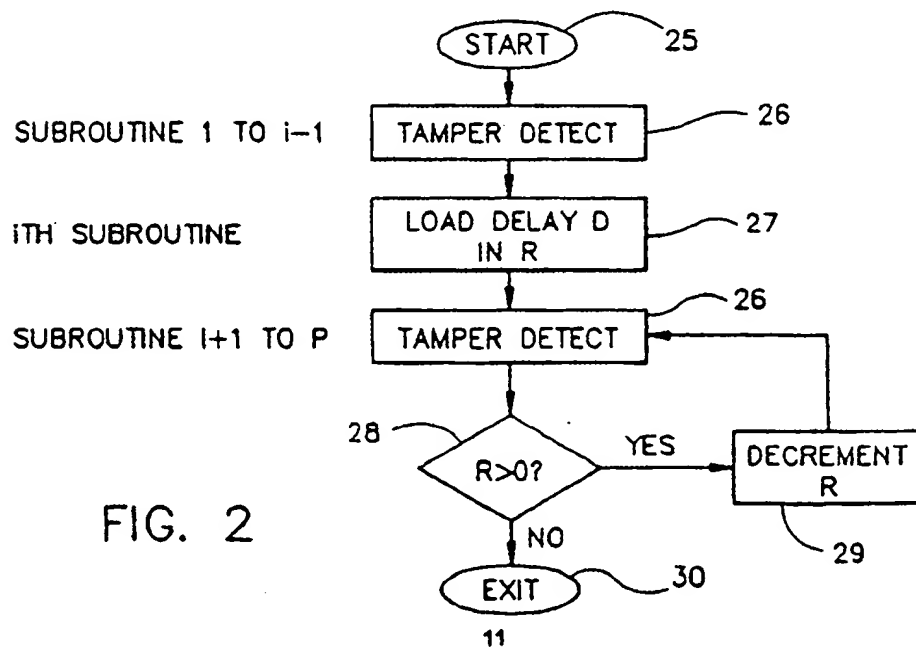 START
25
SUBROUTINE 1 TO i-1
TAMPER DETECT
26
iTH SUBROUTINE
LOAD DELAY D
IN R
27
SUBROUTINE I+1 TO P
TAMPER DETECT
26
28
R>0?
YES
DECREMENT
R
29
FIG. 2
NO
EXIT
30
11